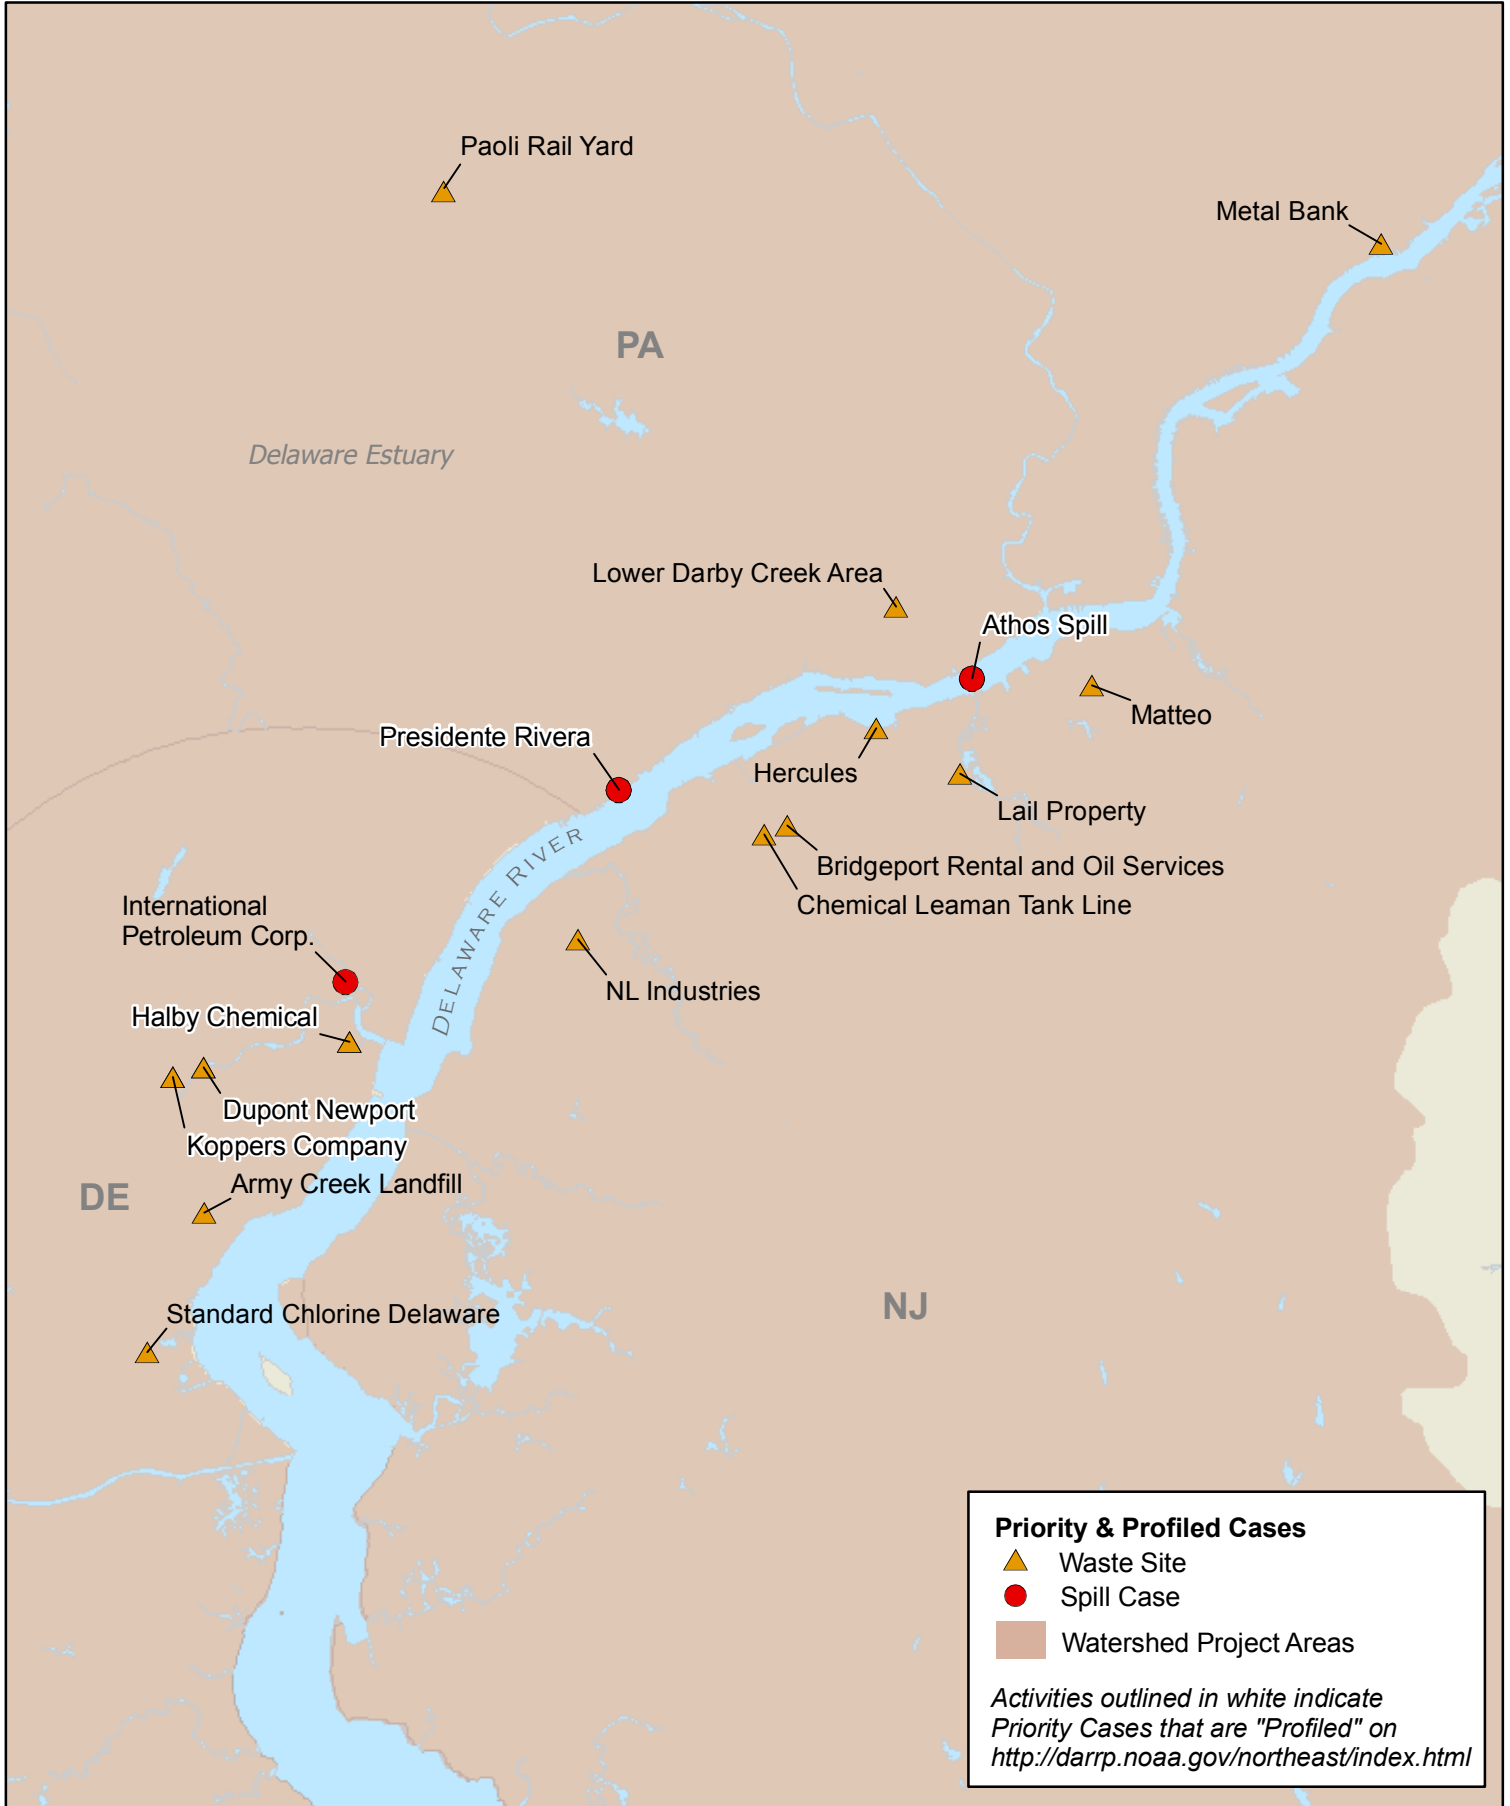 Paoli Rail Yard
Metal Bank
PA
Delaware Estuary
Lower Darby Creek Area
Athos Spill
Matteo
Presidente Rivera
Hercules
Lail Property
DELAWARE RIVER
Bridgeport Rental and Oil Services
Chemical Leaman Tank Line
International
Petroleum Corp.
NL Industries
Halby Chemical
Dupont Newport
Koppers Company
Army Creek Landfill
DE
NJ
Standard Chlorine Delaware
Priority & Profiled Cases
Waste Site
Spill Case
Watershed Project Areas
Activities outlined in white indicate
Priority Cases that are "Profiled" on
http://darrp.noaa.gov/northeast/index.html